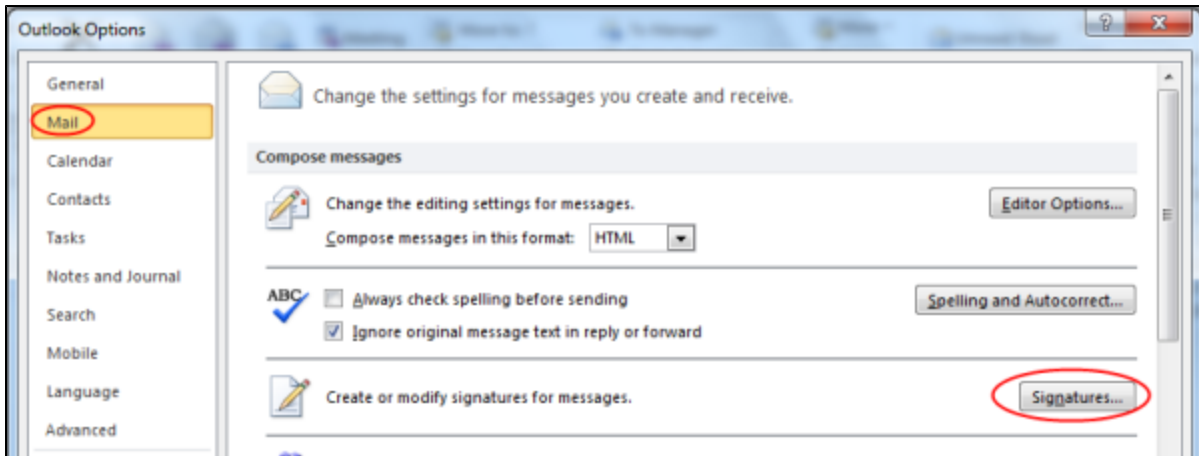 Outlook Options
General
Mail
Calendar
Contacts
Tasks
Notes and Journal
Search
Mobile
Language
Advanced
Change the settings for messages you create and receive.
Compose messages
Change the editing settings for messages.
Editor Options...
Compose messages in this format: HTML
ABC
Always check spelling before sending
Spelling and Autocorrect...
Ignore original message text in reply or forward
Create or modify signatures for messages.
Signatures...